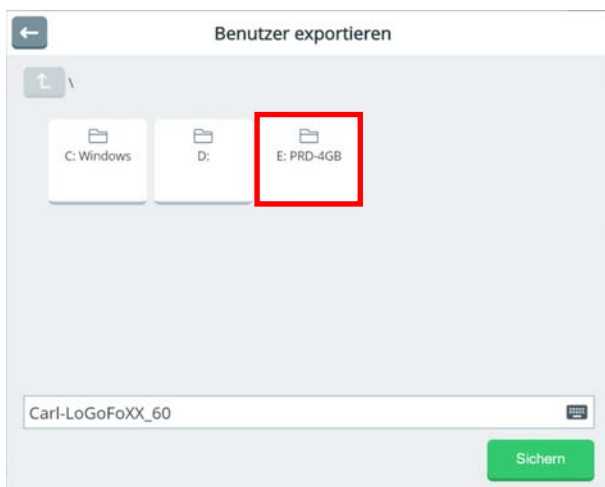 Benutzer exportieren
\
C: Windows
D:
E: PRD-4GB
Carl-LoGoFoXX_60
Sichern